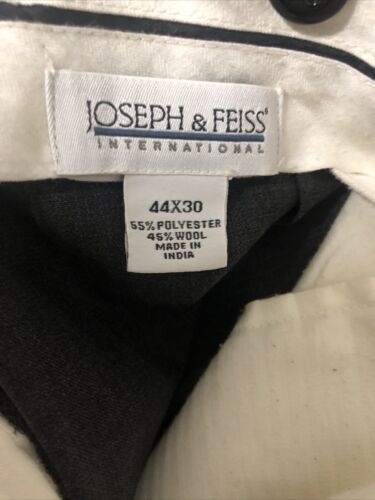 JOSEPH & FEISS®
INTERNATIONAL
44X30
55% POLYESTER
45% WOOL
MADE IN
INDIA